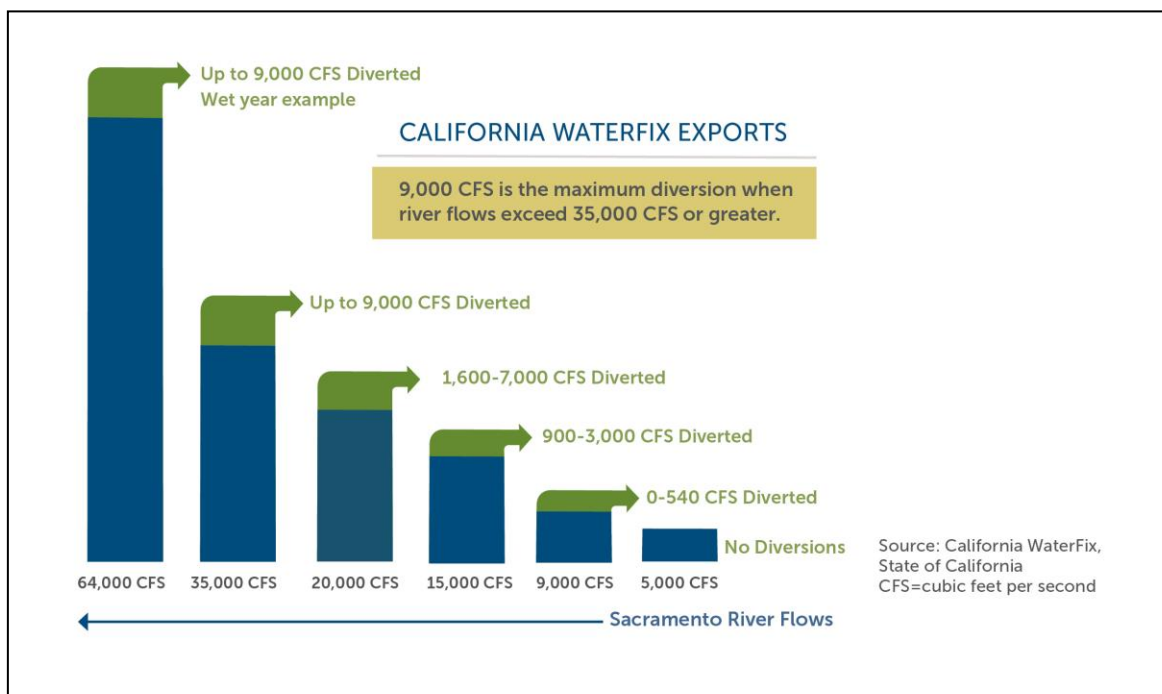 Up to 9,000 CFS Diverted
Wet year example
CALIFORNIA WATERFIX EXPORTS
9,000 CFS is the maximum diversion when
river flows exceed 35,000 CFS or greater.
Up to 9,000 CFS Diverted
1,600-7,000 CFS Diverted
900-3,000 CFS Diverted
0-540 CFS Diverted
No Diversions
Source: California WaterFix,
State of California
CFS=cubic feet per second
64,000 CFS
35,000 CFS
20,000 CFS
15,000 CFS
9,000 CFS
5,000 CFS
Sacramento River Flows